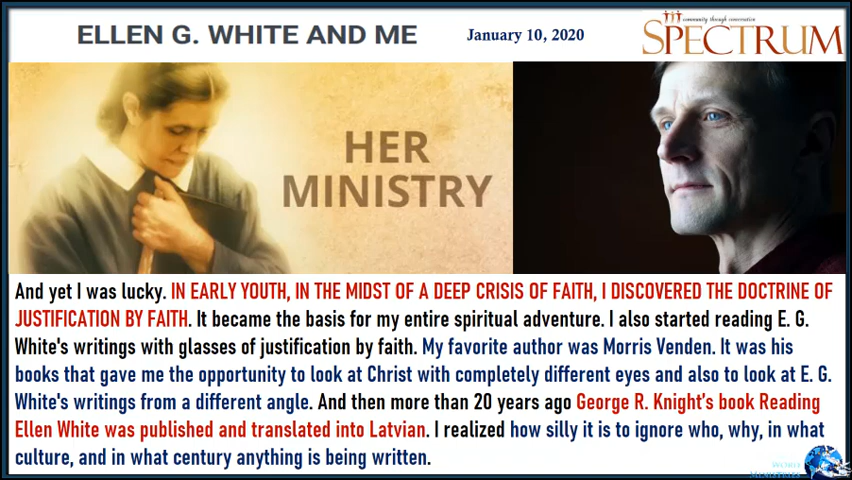 ELLEN G. WHITE AND ME
January 10, 2020
community through conversation
SPECTRUM
HER
MINISTRY
And yet I was lucky. IN EARLY YOUTH, IN THE MIDST OF A DEEP CRISIS OF FAITH, I DISCOVERED THE DOCTRINE OF
JUSTIFICATION BY FAITH. It became the basis for my entire spiritual adventure. I also started reading E. G.
White's writings with glasses of justification by faith. My favorite author was Morris Venden. It was his
books that gave me the opportunity to look at Christ with completely different eyes and also to look at E. G.
White's writings from a different angle. And then more than 20 years ago George R. Knight’s book Reading
Ellen White was published and translated into Latvian. I realized how silly it is to ignore who, why, in what
culture, and in what century anything is being written.
MINISTRIES